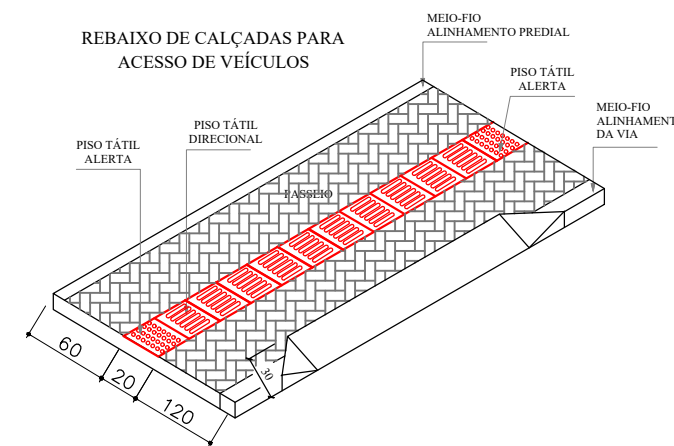 REBAIXO DE CALÇADAS PARA
ACESSO DE VEÍCULOS
MEIO-FIO
ALINHAMENTO PREDIAL
PISO TÁTIL
ALERTA
MEIO-FIO
ALINHAMENT
DA VIA
PISO TÁTIL
DIRECIONAL
PISO TÁTIL
ALERTA
PASSEIO
60
20
120
30